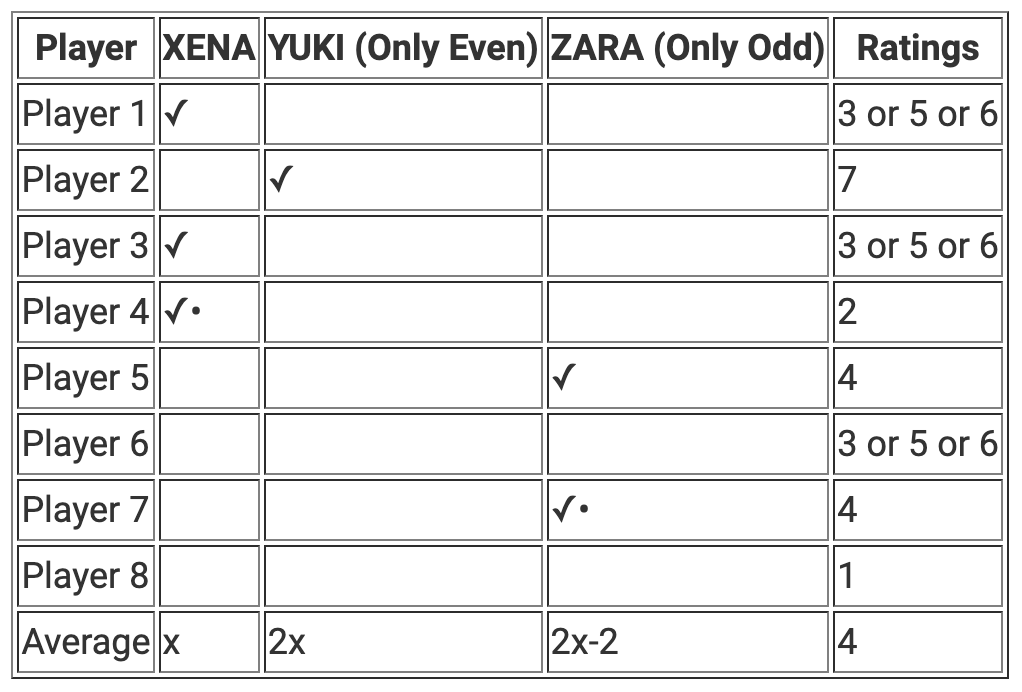 Player XENA YUKI (Only Even) ZARA (Only Odd) Ratings
Player 1 ✓ 3 or 5 or 6
Player 2 ✓ 7
Player 3 ✓ 3 or 5 or 6
Player 4 ✓• 2
Player 5 ✓ 4
Player 6 3 or 5 or 6
Player 7 ✓• 4
Player 8 1
Average x 2x 2x-2 4